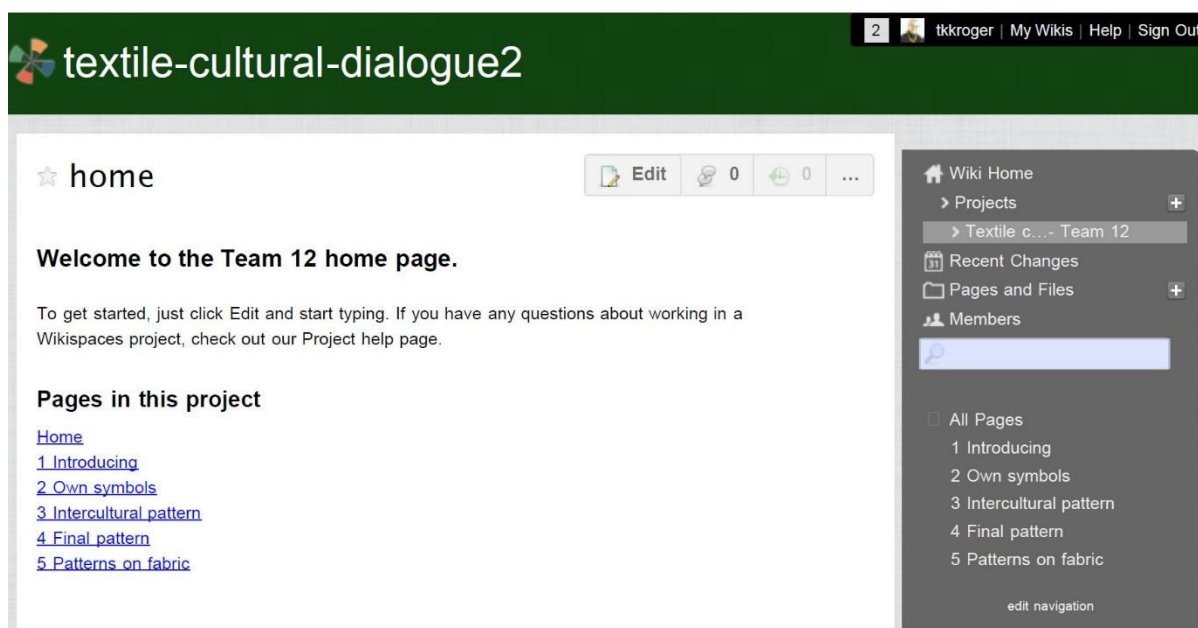 2 tkkroger | My Wikis | Help | Sign Out
textile-cultural-dialogue2
home
Edit 0 0 ...
Welcome to the Team 12 home page.
To get started, just click Edit and start typing. If you have any questions about working in a
Wikispaces project, check out our Project help page.
Pages in this project
Home
1 Introducing
2 Own symbols
3 Intercultural pattern
4 Final pattern
5 Patterns on fabric
Wiki Home
Projects
Textile c...- Team 12
31 Recent Changes
Pages and Files
Members
All Pages
1 Introducing
2 Own symbols
3 Intercultural pattern
4 Final pattern
5 Patterns on fabric
edit navigation